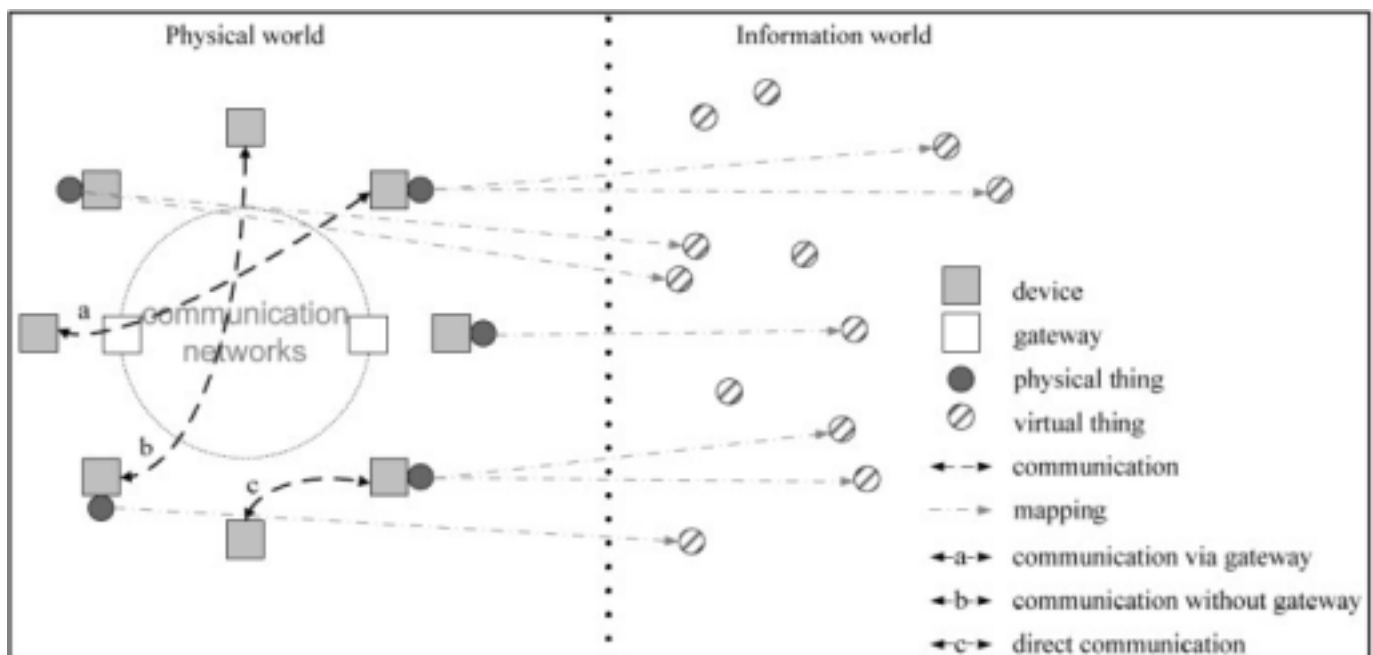 Physical world
Information world
a
communication
networks
b
c
device
gateway
physical thing
virtual thing
communication
mapping
a communication via gateway
b communication without gateway
c direct communication